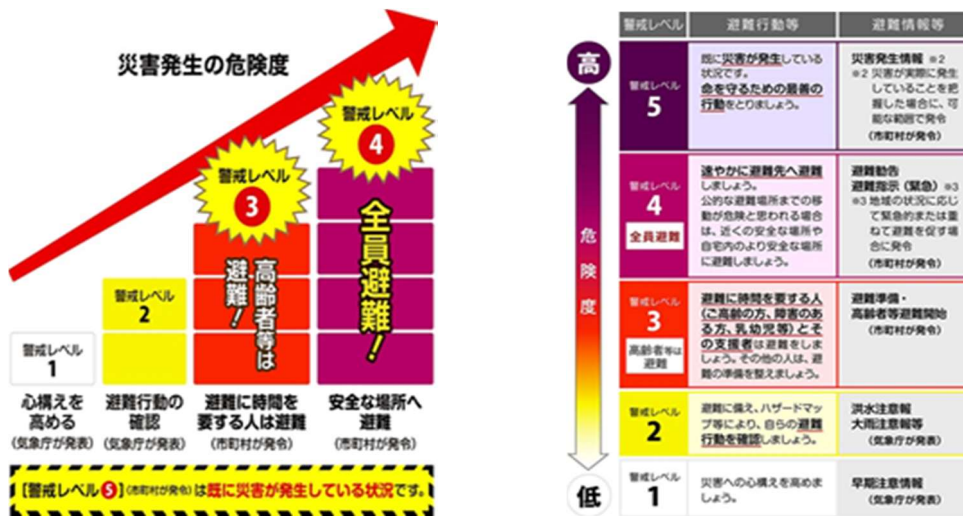 災害発生の危険度
警戒レベル
4
警戒レベル
3
全員避難！
高齢者等は
避難！
警戒レベル
2
警戒レベル
1
心構えを
高める
(気象庁が発表)
避難行動の
確認
(気象庁が発表)
避難に時間を
要する人は避難
(市町村が発令)
安全な場所へ
避難
(市町村が発令)
【警戒レベル5】(市町村が発令)は既に災害が発生している状況です。
高
危険度
低
警戒レベル
避難行動等
避難情報等
警戒レベル
5
既に災害が発生している
状況です。
命を守るための最善の
行動をとりましょう。
災害発生情報 ※2
※2 災害が実際に発生
していることを把
握した場合に、可
能な範囲で発令
(市町村が発令)
警戒レベル
4
全員避難
速やかに避難先へ避難
しましょう。
公的な避難場所までの移
動が危険と思われる場合
は、近くの安全な場所や
自宅内のより安全な場所
に避難しましょう。
避難勧告
避難指示（緊急）※3
※3 地域の状況に応じ
て緊急的または重
ねて避難を促す場
合に発令
(市町村が発令)
警戒レベル
3
高齢者等は
避難
避難に時間を要する人
（ご高齢の方、障害のあ
る方、乳幼児等）とそ
の支援者は避難をしま
しょう。その他の人は、避
難の準備を整えましょう。
避難準備・
高齢者等避難開始
(市町村が発令)
警戒レベル
2
避難に備え、ハザードマッ
プ等により、自らの避難
行動を確認しましょう。
洪水注意報
大雨注意報等
(気象庁が発表)
警戒レベル
1
災害への心構えを高めま
しょう。
早期注意情報
(気象庁が発表)